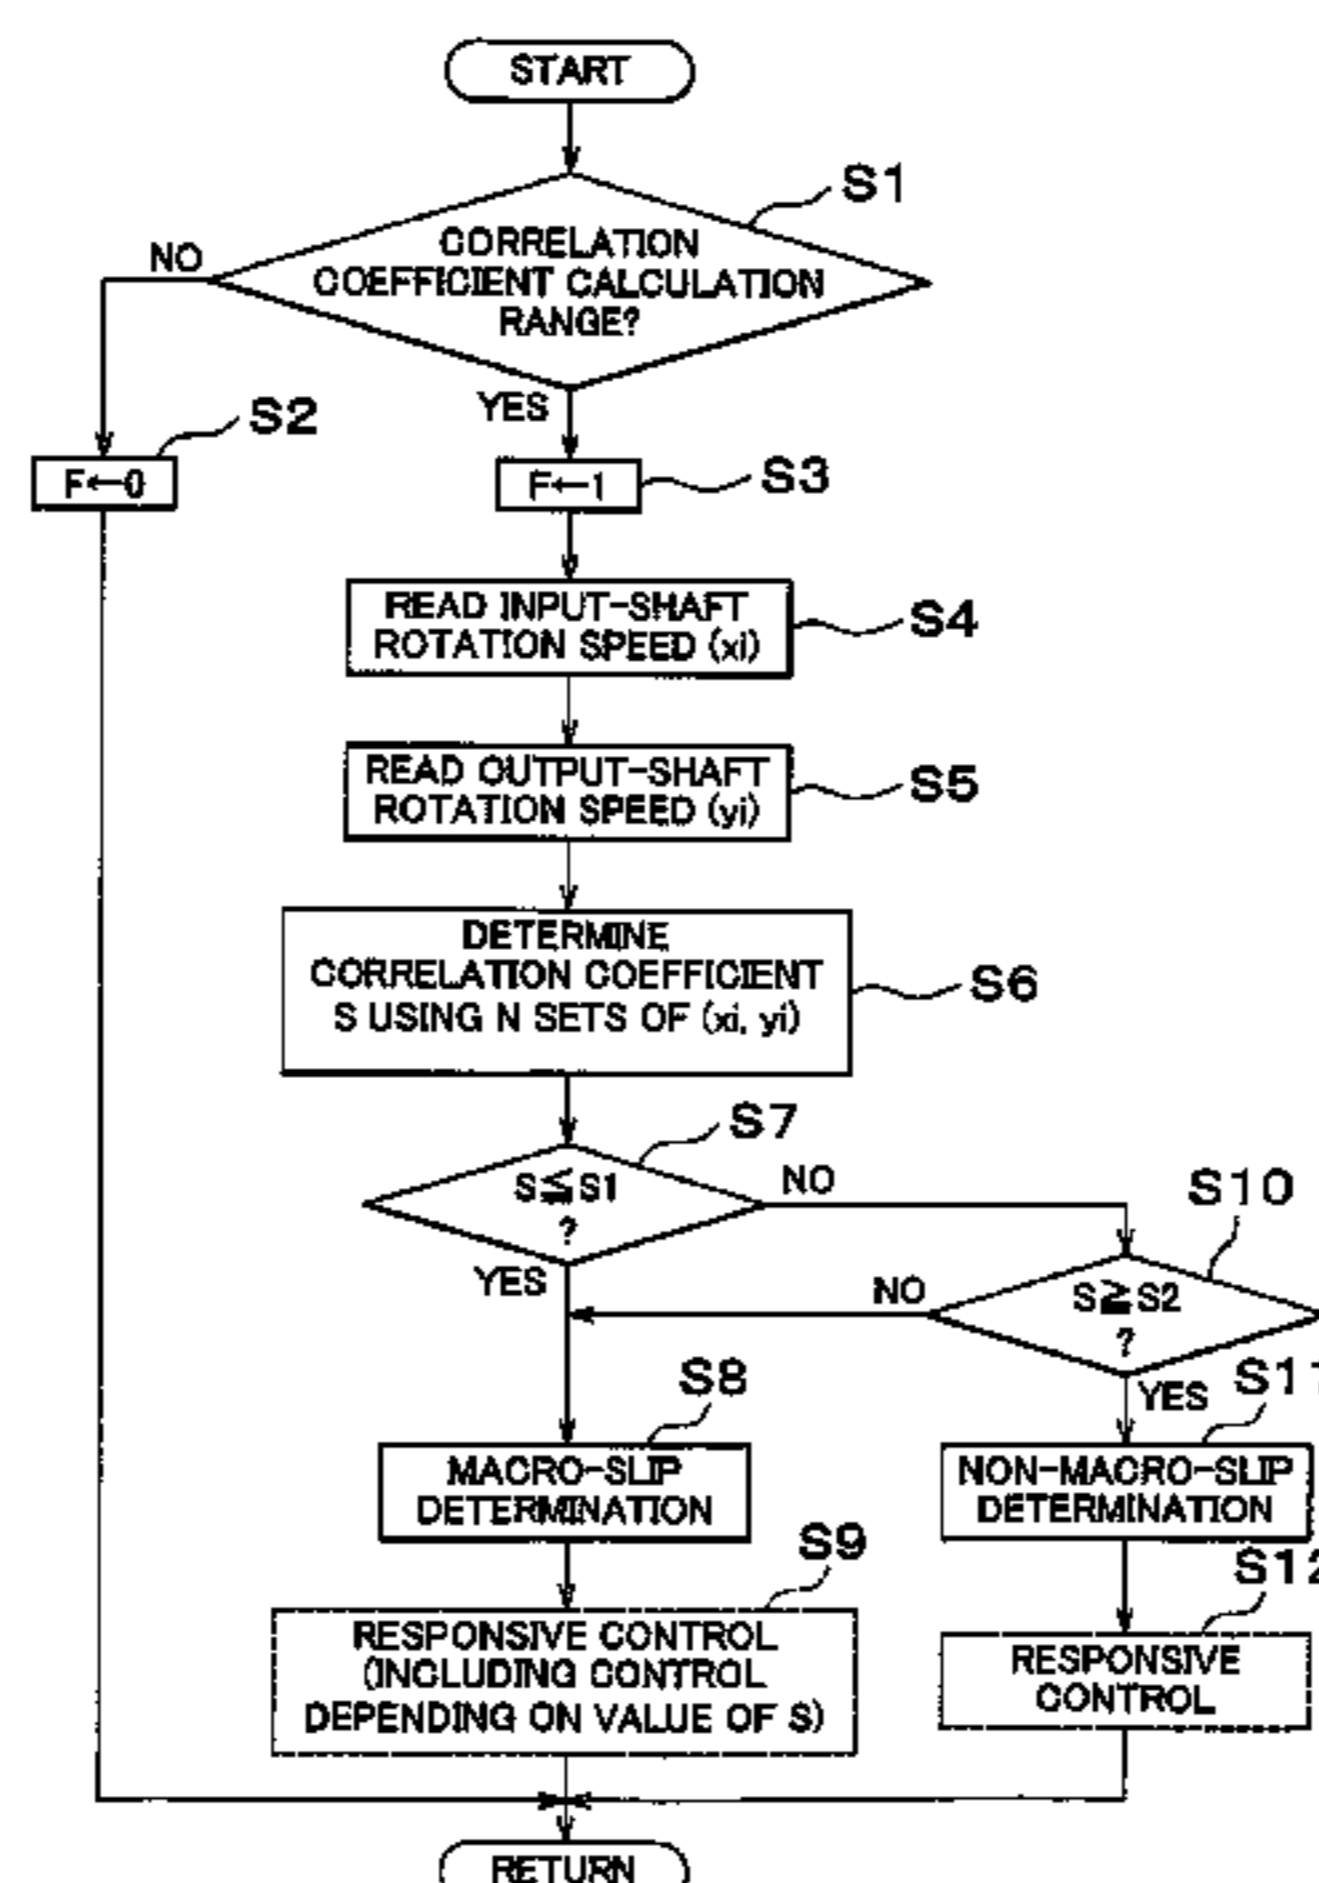 START
S1
CORRELATION
COEFFICIENT CALCULATION
RANGE?
NO
YES
S2
F←0
F←1
S3
READ INPUT-SHAFT
ROTATION SPEED (xi)
S4
READ OUTPUT-SHAFT
ROTATION SPEED (yi)
S5
DETERMINE
CORRELATION COEFFICIENT
S USING N SETS OF (xi, yi)
S6
S7
S≦S1
?
NO
YES
S10
S≧S2
?
NO
YES
S8
MACRO-SLIP
DETERMINATION
S11
NON-MACRO-SLIP
DETERMINATION
S9
RESPONSIVE CONTROL
(INCLUDING CONTROL
DEPENDING ON VALUE OF S)
S12
RESPONSIVE
CONTROL
RETURN